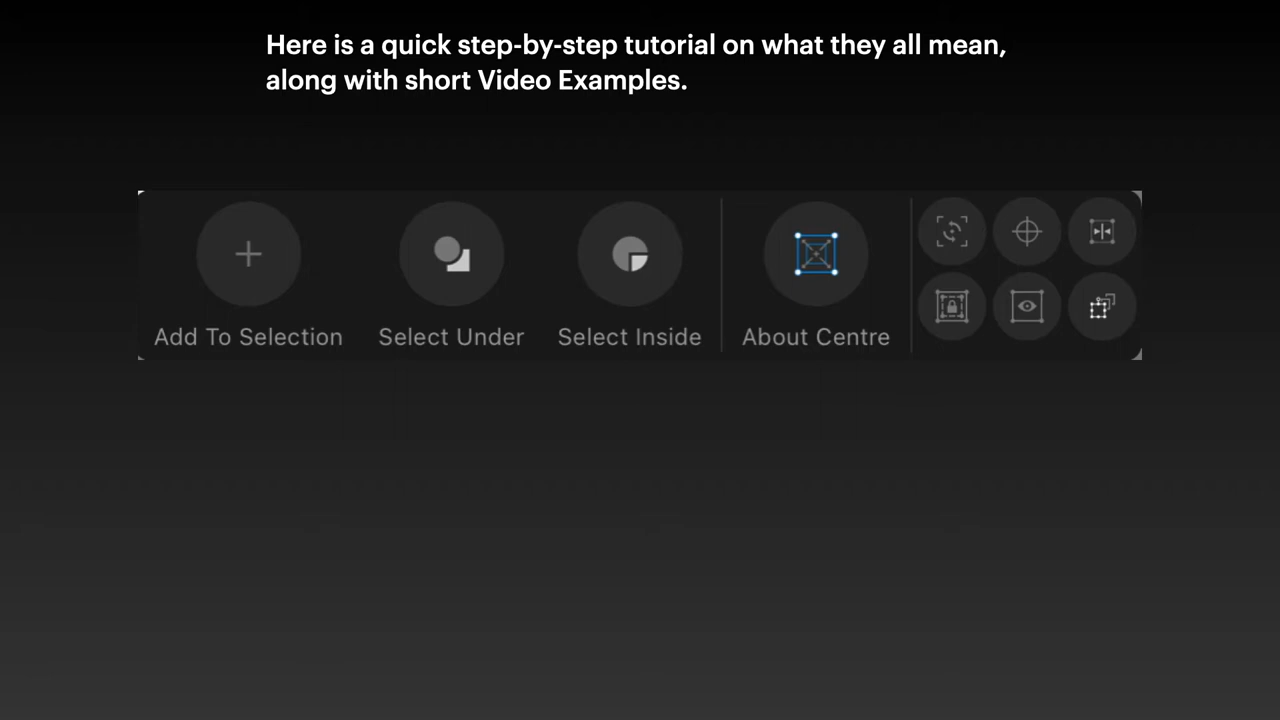 Here is a quick step-by-step tutorial on what they all mean,
along with short Video Examples.
Add To Selection
Select Under
Select Inside
About Centre